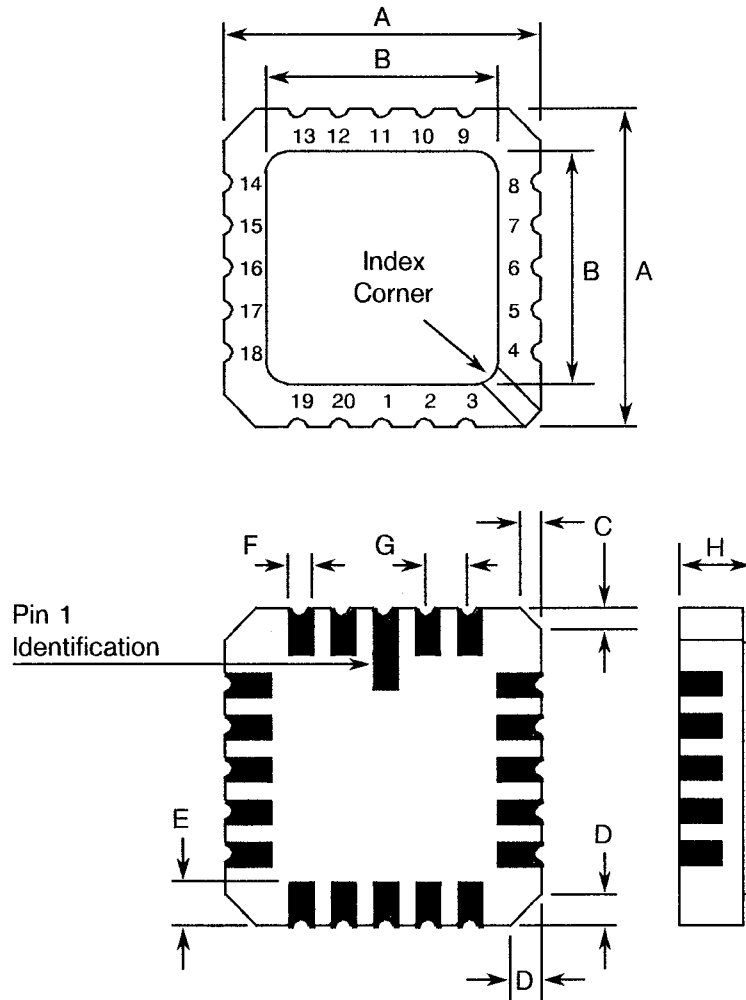 A
B
13 12 11 10 9
14 8
15 7
16 6
17 5
18 4
Index
Corner
B
A
19 20 1 2 3
F
G
C
H
Pin 1
Identification
E
D
D